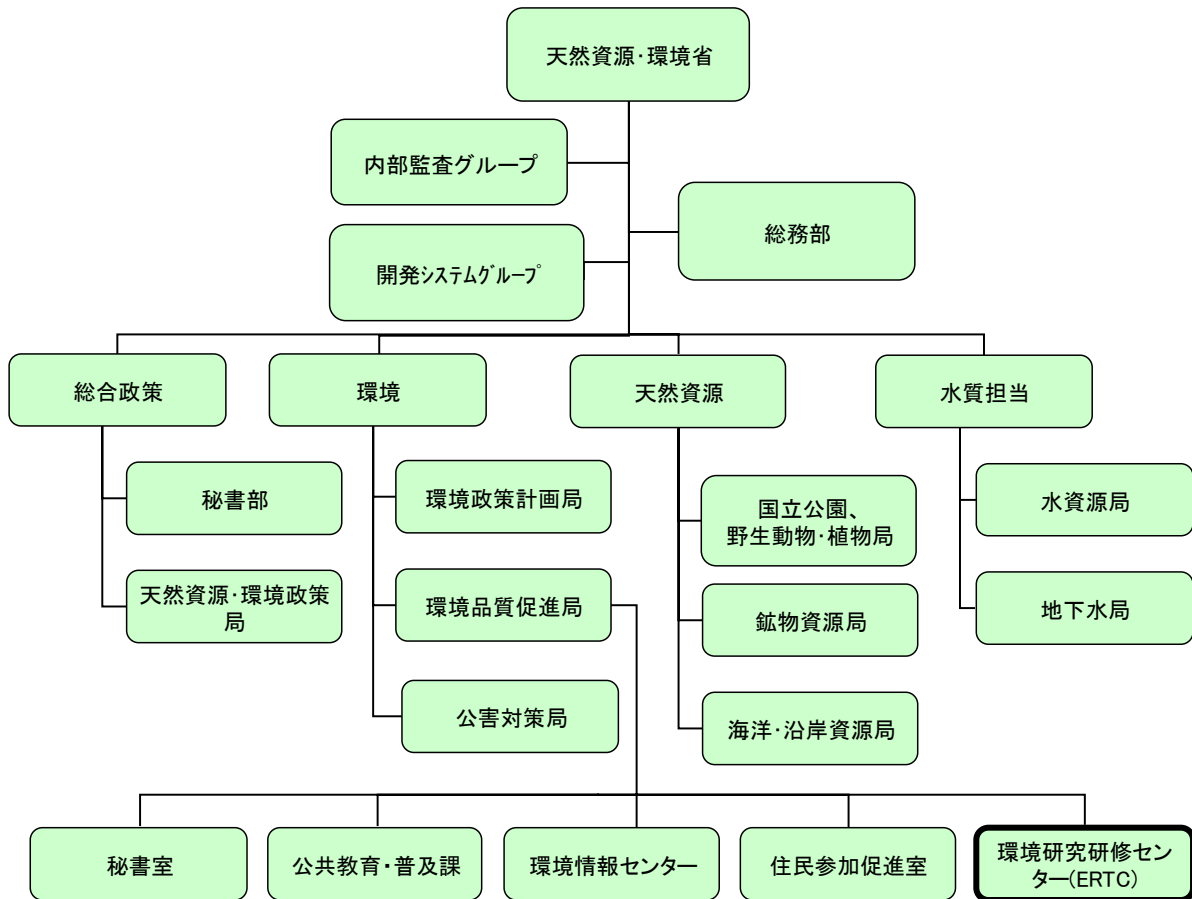 天然資源･環境省
内部監査グループ
総務部
開発ｼｽﾃﾑｸﾞﾙｰﾌﾟ
総合政策
環境
天然資源
水質担当
秘書部
環境政策計画局
国立公園、
野生動物･植物局
水資源局
天然資源･環境政策
局
環境品質促進局
鉱物資源局
地下水局
公害対策局
海洋･沿岸資源局
秘書室
公共教育・普及課
環境情報センター
住民参加促進室
環境研究研修セン
ター(ERTC)